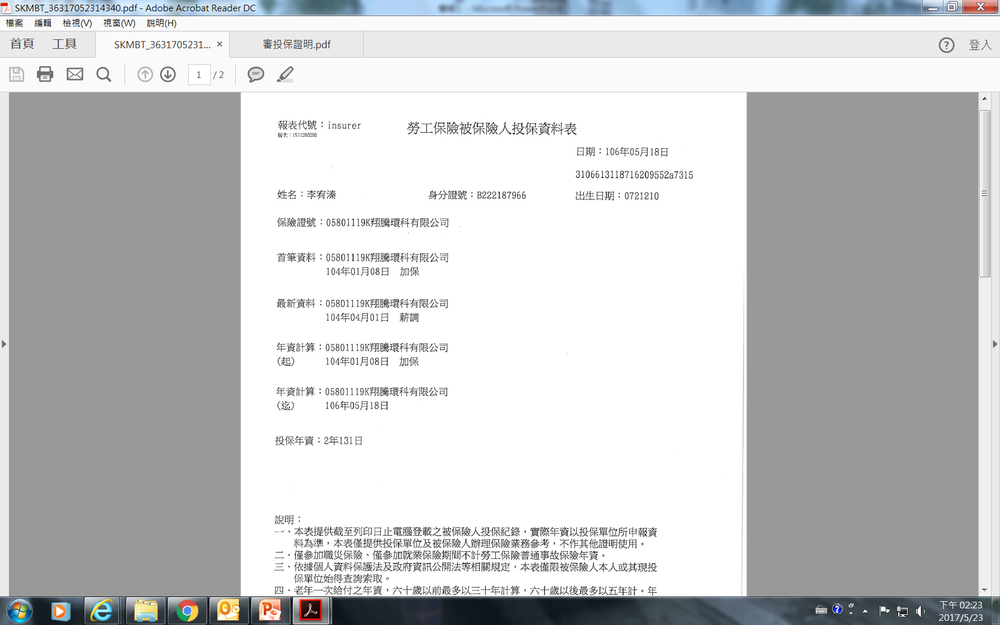 SKMBT_36317052314340.pdf - Adobe Acrobat Reader DC
檔案 編輯 檢視(V) 視窗(W) 說明(H)
首頁 工具 SKMBT_3631705231... × 審投保證明.pdf ? 登入
1 / 2
報表代號：insurer 勞工保險被保險人投保資料表
版次：1511200200
日期：106年05月18日
3106613118716209552a7315
姓名：李宥溱 身分證號：B222187966 出生日期：0721210
保險證號：05801119K翔騰環科有限公司
首筆資料：05801119K翔騰環科有限公司
104年01月08日 加保
最新資料：05801119K翔騰環科有限公司
104年04月01日 薪調
年資計算：05801119K翔騰環科有限公司
(起) 104年01月08日 加保
年資計算：05801119K翔騰環科有限公司
(迄) 106年05月18日
投保年資：2年131日
說明：
一、本表提供截至列印日止電腦登載之被保險人投保紀錄，實際年資以投保單位所申報資
料為準，本表僅提供投保單位及被保險人辦理保險業務參考，不作其他證明使用。
二、僅參加職災保險、僅參加就業保險期間不計勞工保險普通事故保險年資。
三、依據個人資料保護法及政府資訊公開法等相關規定，本表僅限被保險人本人或其現投
保單位始得查詢索取。
四、老年一次給付之年資，六十歲以前最多以三十年計算，六十歲以後最多以五年計。年
下午 02:23
2017/5/23